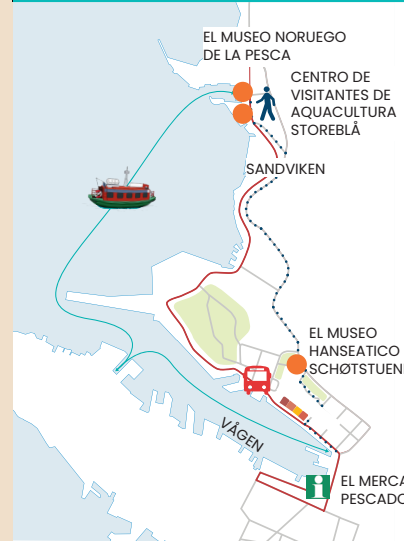 EL MUSEO NORUEGO
DE LA PESCA
CENTRO DE
VISITANTES DE
AQUACULTURA
STOREBLÅ
SANDVIKEN
EL MUSEO
HANSEATICO
SCHØTSTUEN
VÅGEN
i
EL MERCA
PESCADO